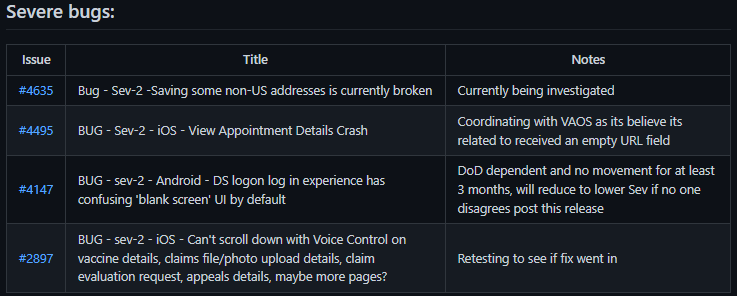 Severe bugs:
Issue Title Notes
#4635 Bug - Sev-2 -Saving some non-US addresses is currently broken Currently being investigated
#4495 BUG - Sev-2 - iOS - View Appointment Details Crash Coordinating with VAOS as its believe its
related to received an empty URL field
#4147 BUG - sev-2 - Android - DS logon log in experience has
confusing 'blank screen' UI by default
DoD dependent and no movement for at least
3 months, will reduce to lower Sev if no one
disagrees post this release
#2897 BUG - sev-2 - iOS - Can't scroll down with Voice Control on
vaccine details, claims file/photo upload details, claim
evaluation request, appeals details, maybe more pages?
Retesting to see if fix went in